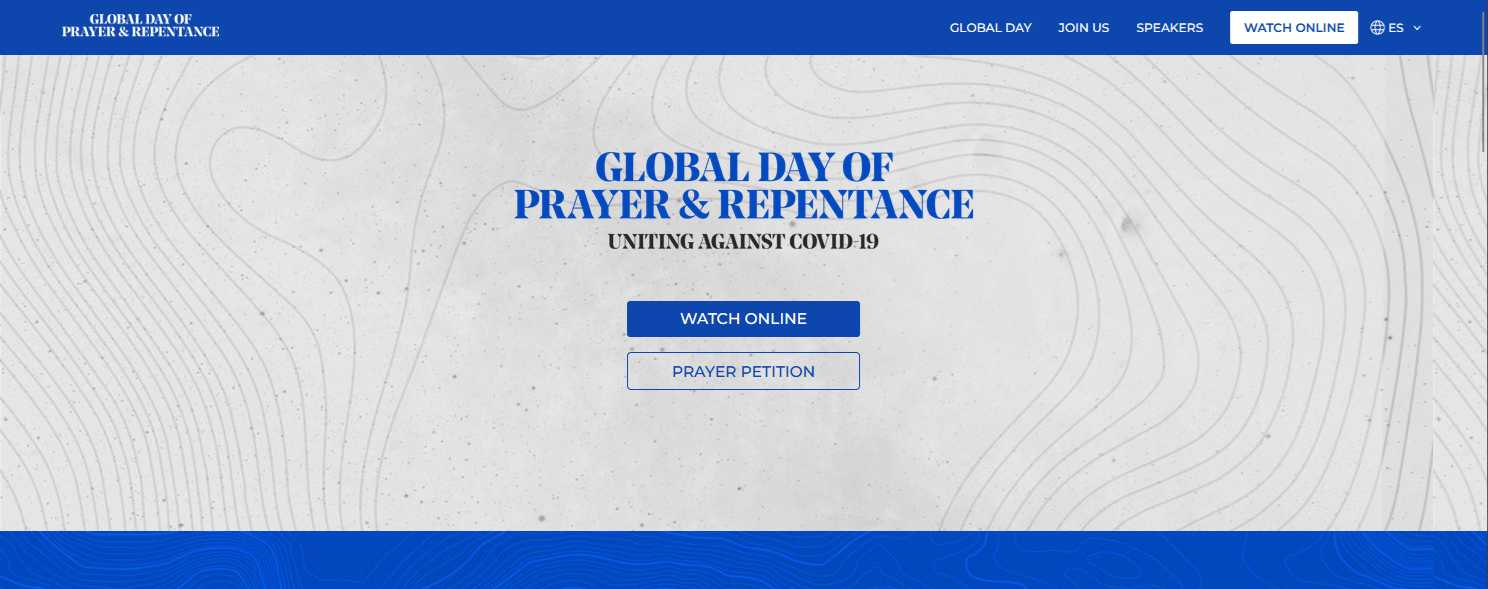 GLOBAL DAY OF
PRAYER & REPENTANCE
GLOBAL DAY
JOIN US
SPEAKERS
WATCH ONLINE
ES
GLOBAL DAY OF
PRAYER & REPENTANCE
UNITING AGAINST COVID-19
WATCH ONLINE
PRAYER PETITION